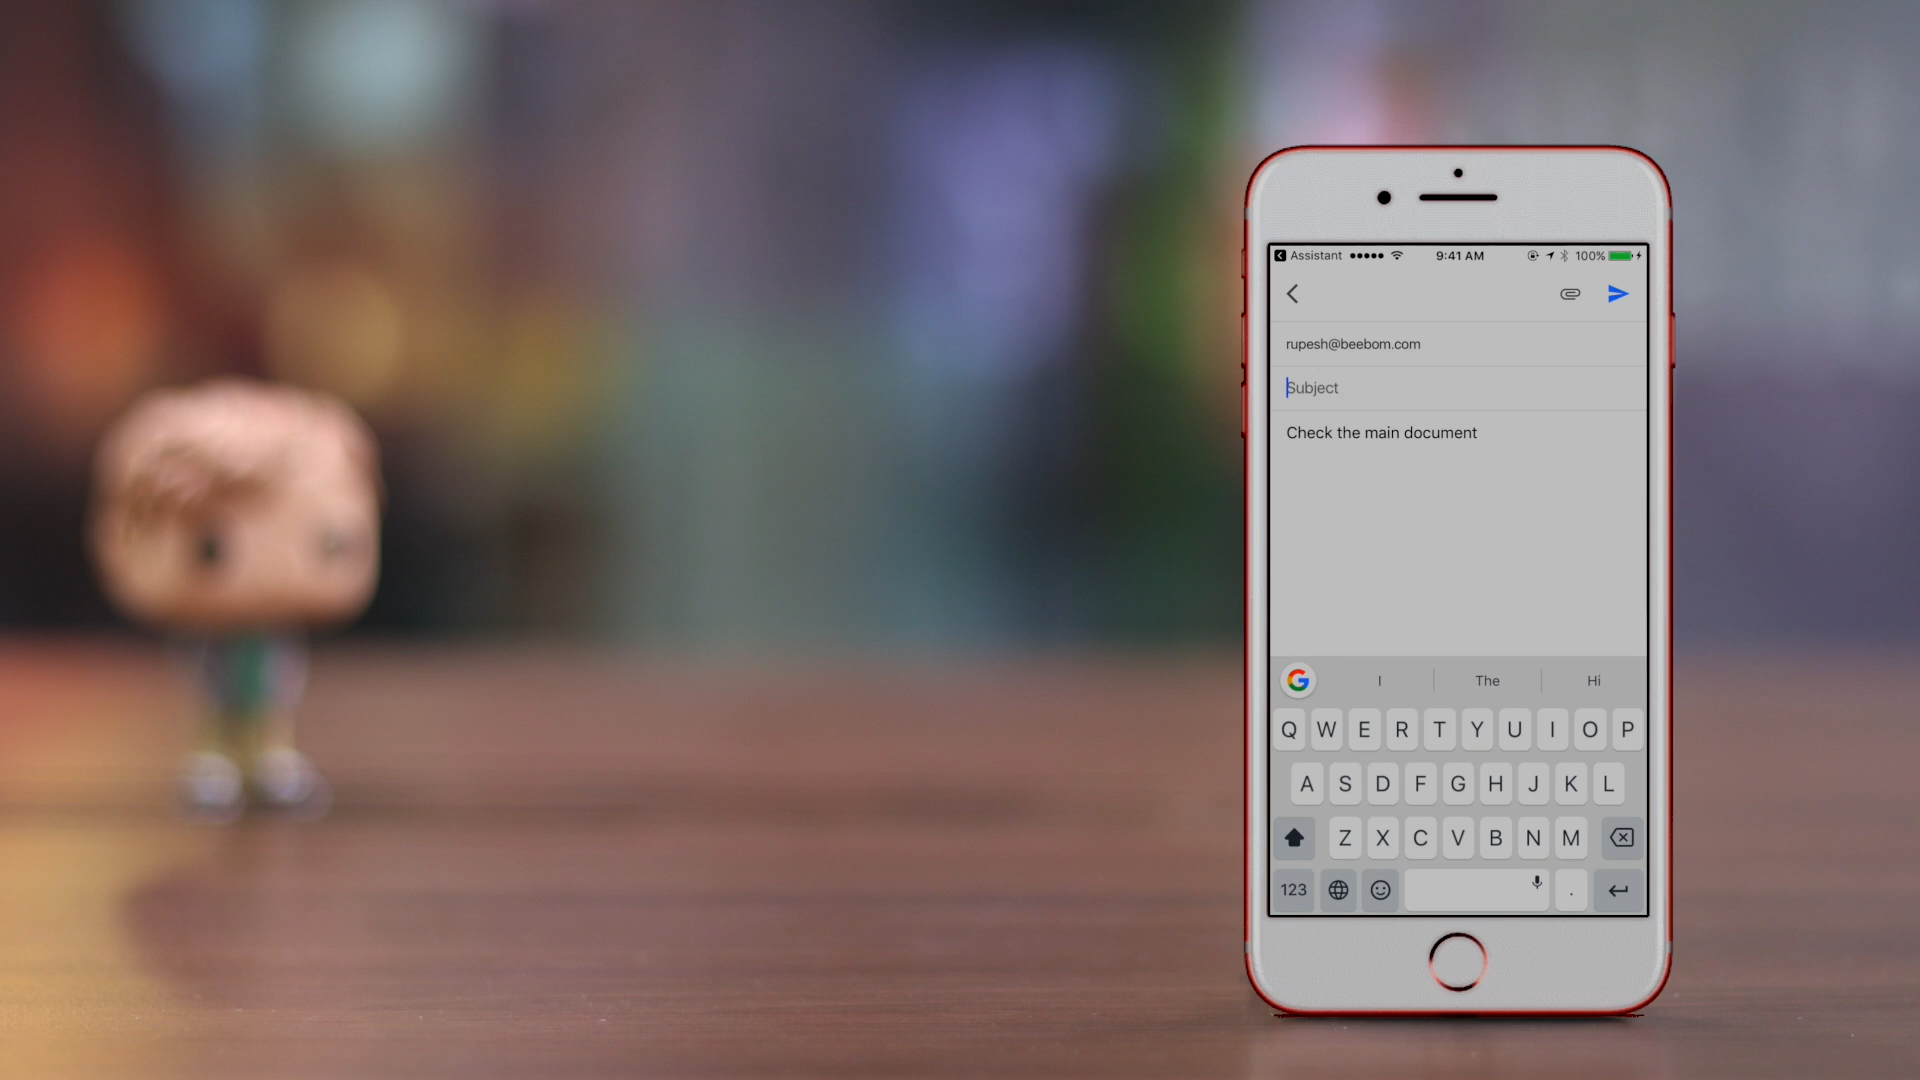 Assistant 9:41 AM 100%
rupesh@beebom.com
Subject
Check the main document
G I The Hi
Q W E R T Y U I O P
A S D F G H J K L
Z X C V B N M
123 .